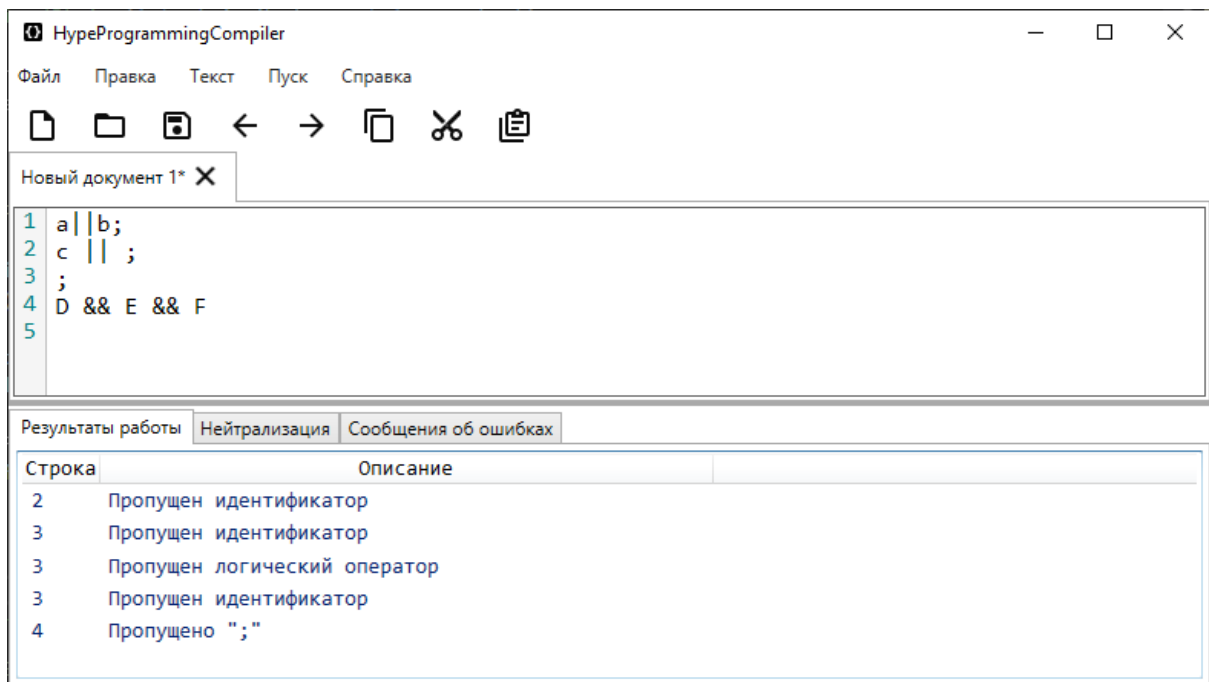 HypeProgrammingCompiler
Файл Правка Текст Пуск Справка
Новый документ 1*
1 a||b;
2 c || ;
3 ;
4 D && E && F
5
Результаты работы Нейтрализация Сообщения об ошибках
Строка Описание
2 Пропущен идентификатор
3 Пропущен идентификатор
3 Пропущен логический оператор
3 Пропущен идентификатор
4 Пропущено ";"